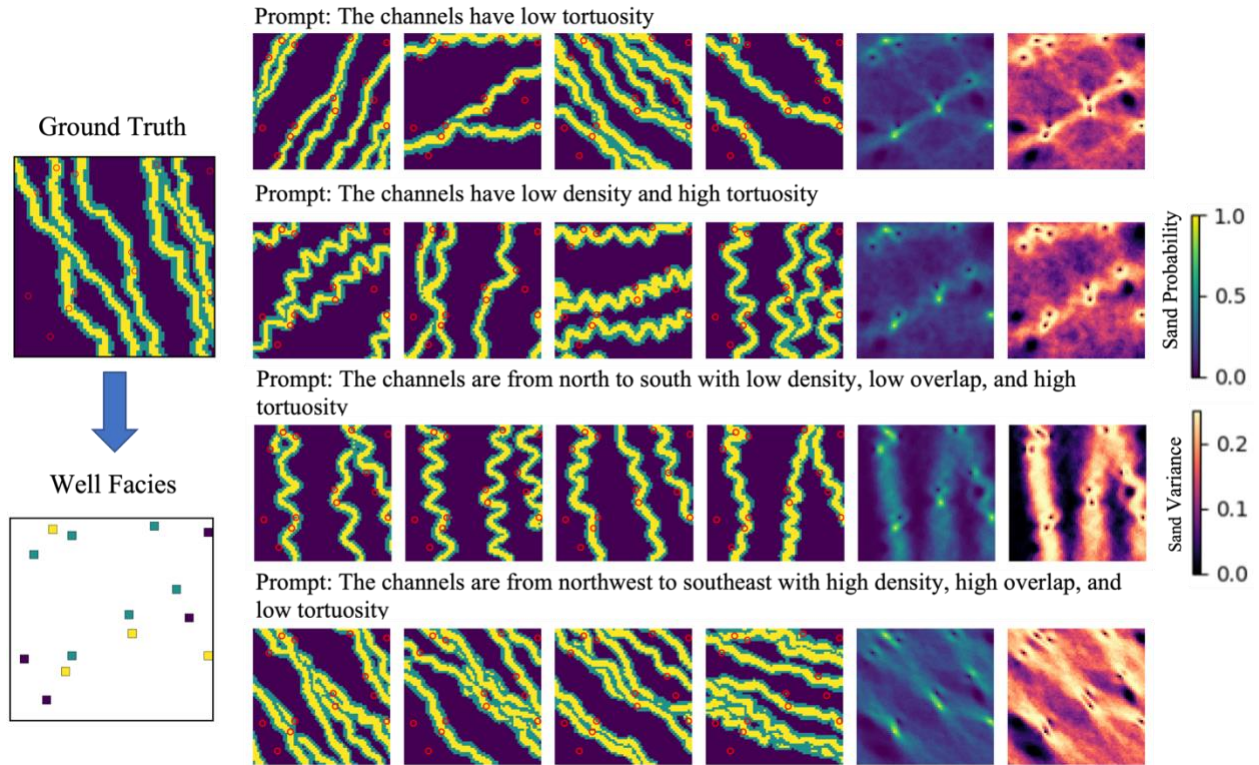 Prompt: The channels have low tortuosity
Ground Truth
Prompt: The channels have low density and high tortuosity
Sand Probability
1.0
0.5
0.0
Prompt: The channels are from north to south with low density, low overlap, and high
tortuosity
Well Facies
Sand Variance
0.2
0.1
0.0
Prompt: The channels are from northwest to southeast with high density, high overlap, and
low tortuosity